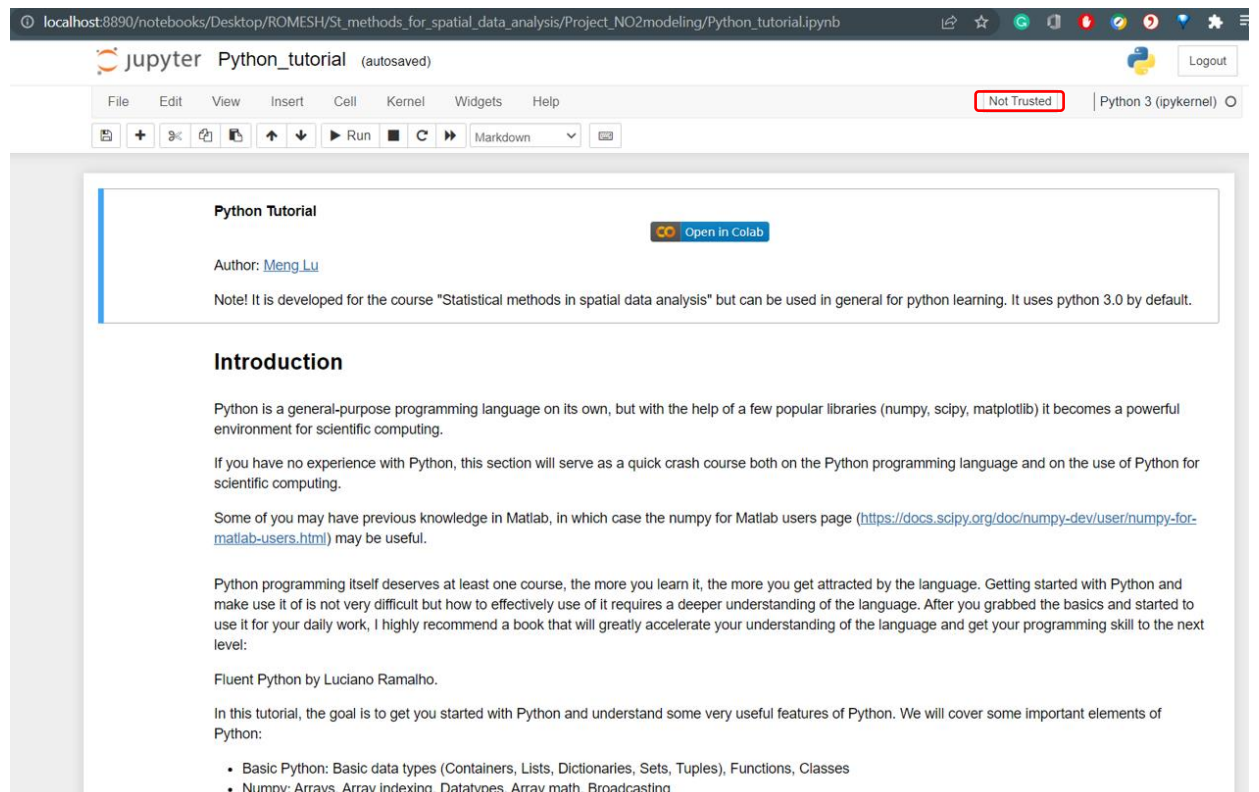 localhost:8890/notebooks/Desktop/ROMESH/St_methods_for_spatial_data_analysis/Project_NO2modeling/Python_tutorial.ipynb
jupyter Python_tutorial (autosaved)
Logout
File Edit View Insert Cell Kernel Widgets Help
Not Trusted
Python 3 (ipykernel)
Run
Markdown
Python Tutorial
CO Open in Colab
Author: Meng Lu
Note! It is developed for the course "Statistical methods in spatial data analysis" but can be used in general for python learning. It uses python 3.0 by default.
Introduction
Python is a general-purpose programming language on its own, but with the help of a few popular libraries (numpy, scipy, matplotlib) it becomes a powerful
environment for scientific computing.
If you have no experience with Python, this section will serve as a quick crash course both on the Python programming language and on the use of Python for
scientific computing.
Some of you may have previous knowledge in Matlab, in which case the numpy for Matlab users page (https://docs.scipy.org/doc/numpy-dev/user/numpy-for-
matlab-users.html) may be useful.
Python programming itself deserves at least one course, the more you learn it, the more you get attracted by the language. Getting started with Python and
make use it of is not very difficult but how to effectively use of it requires a deeper understanding of the language. After you grabbed the basics and started to
use it for your daily work, I highly recommend a book that will greatly accelerate your understanding of the language and get your programming skill to the next
level:
Fluent Python by Luciano Ramalho.
In this tutorial, the goal is to get you started with Python and understand some very useful features of Python. We will cover some important elements of
Python:
• Basic Python: Basic data types (Containers, Lists, Dictionaries, Sets, Tuples), Functions, Classes
• Numpy: Arrays, Array indexing, Datatypes, Array math, Broadcasting